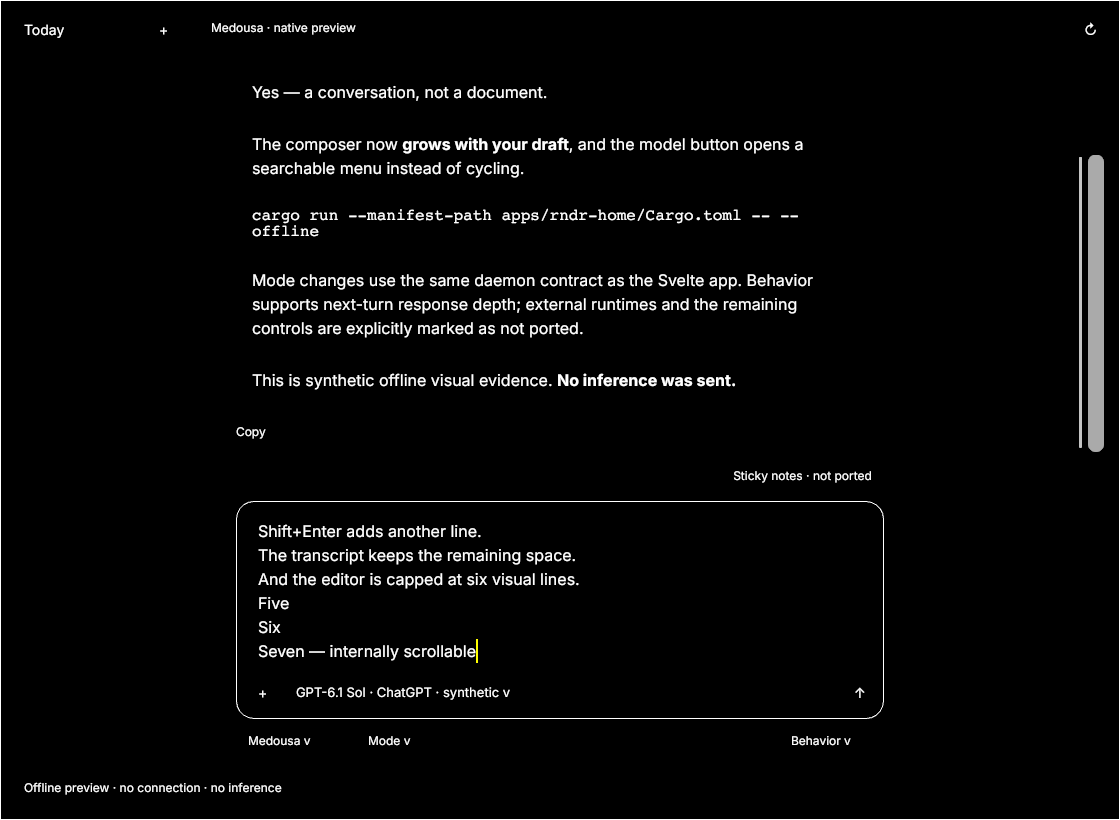 Today + Medousa · native preview
Yes — a conversation, not a document.
The composer now grows with your draft, and the model button opens a
searchable menu instead of cycling.
cargo run --manifest-path apps/rndr-home/Cargo.toml -- --
offline
Mode changes use the same daemon contract as the Svelte app. Behavior
supports next-turn response depth; external runtimes and the remaining
controls are explicitly marked as not ported.
This is synthetic offline visual evidence. No inference was sent.
Copy
Sticky notes · not ported
Shift+Enter adds another line.
The transcript keeps the remaining space.
And the editor is capped at six visual lines.
Five
Six
Seven — internally scrollable
+ GPT-6.1 Sol · ChatGPT · synthetic v ↑
Medousa v Mode v Behavior v
Offline preview · no connection · no inference